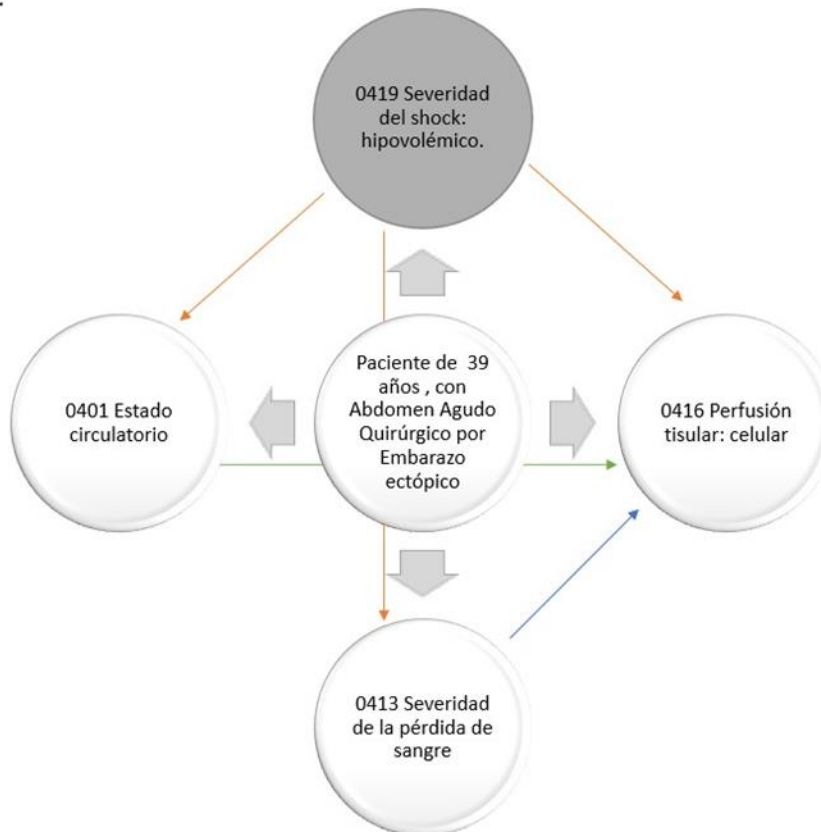 0419 Severidad
del shock:
hipovolémico.
0401 Estado
circulatorio
Paciente de 39
años , con
Abdomen Agudo
Quirúrgico por
Embarazo
ectópico
0416 Perfusión
tisular: celular
0413 Severidad
de la pérdida de
sangre